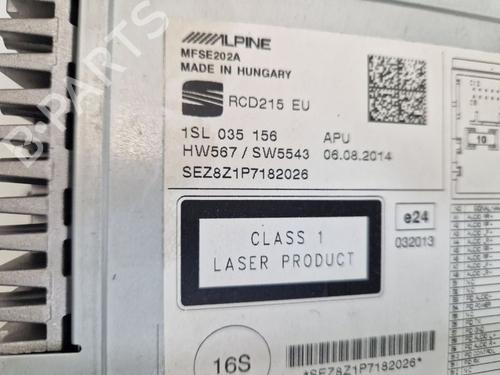 ALPINE
MFSE202A
MADE IN HUNGARY
RCD215 EU
1SL 035 156 APU
HW567 / SW5543 06.08.2014
SEZ8Z1P7182026
10
e24
032013
CLASS 1
LASER PRODUCT
16S
*SEZ8Z1P7182026*
B-PARTS